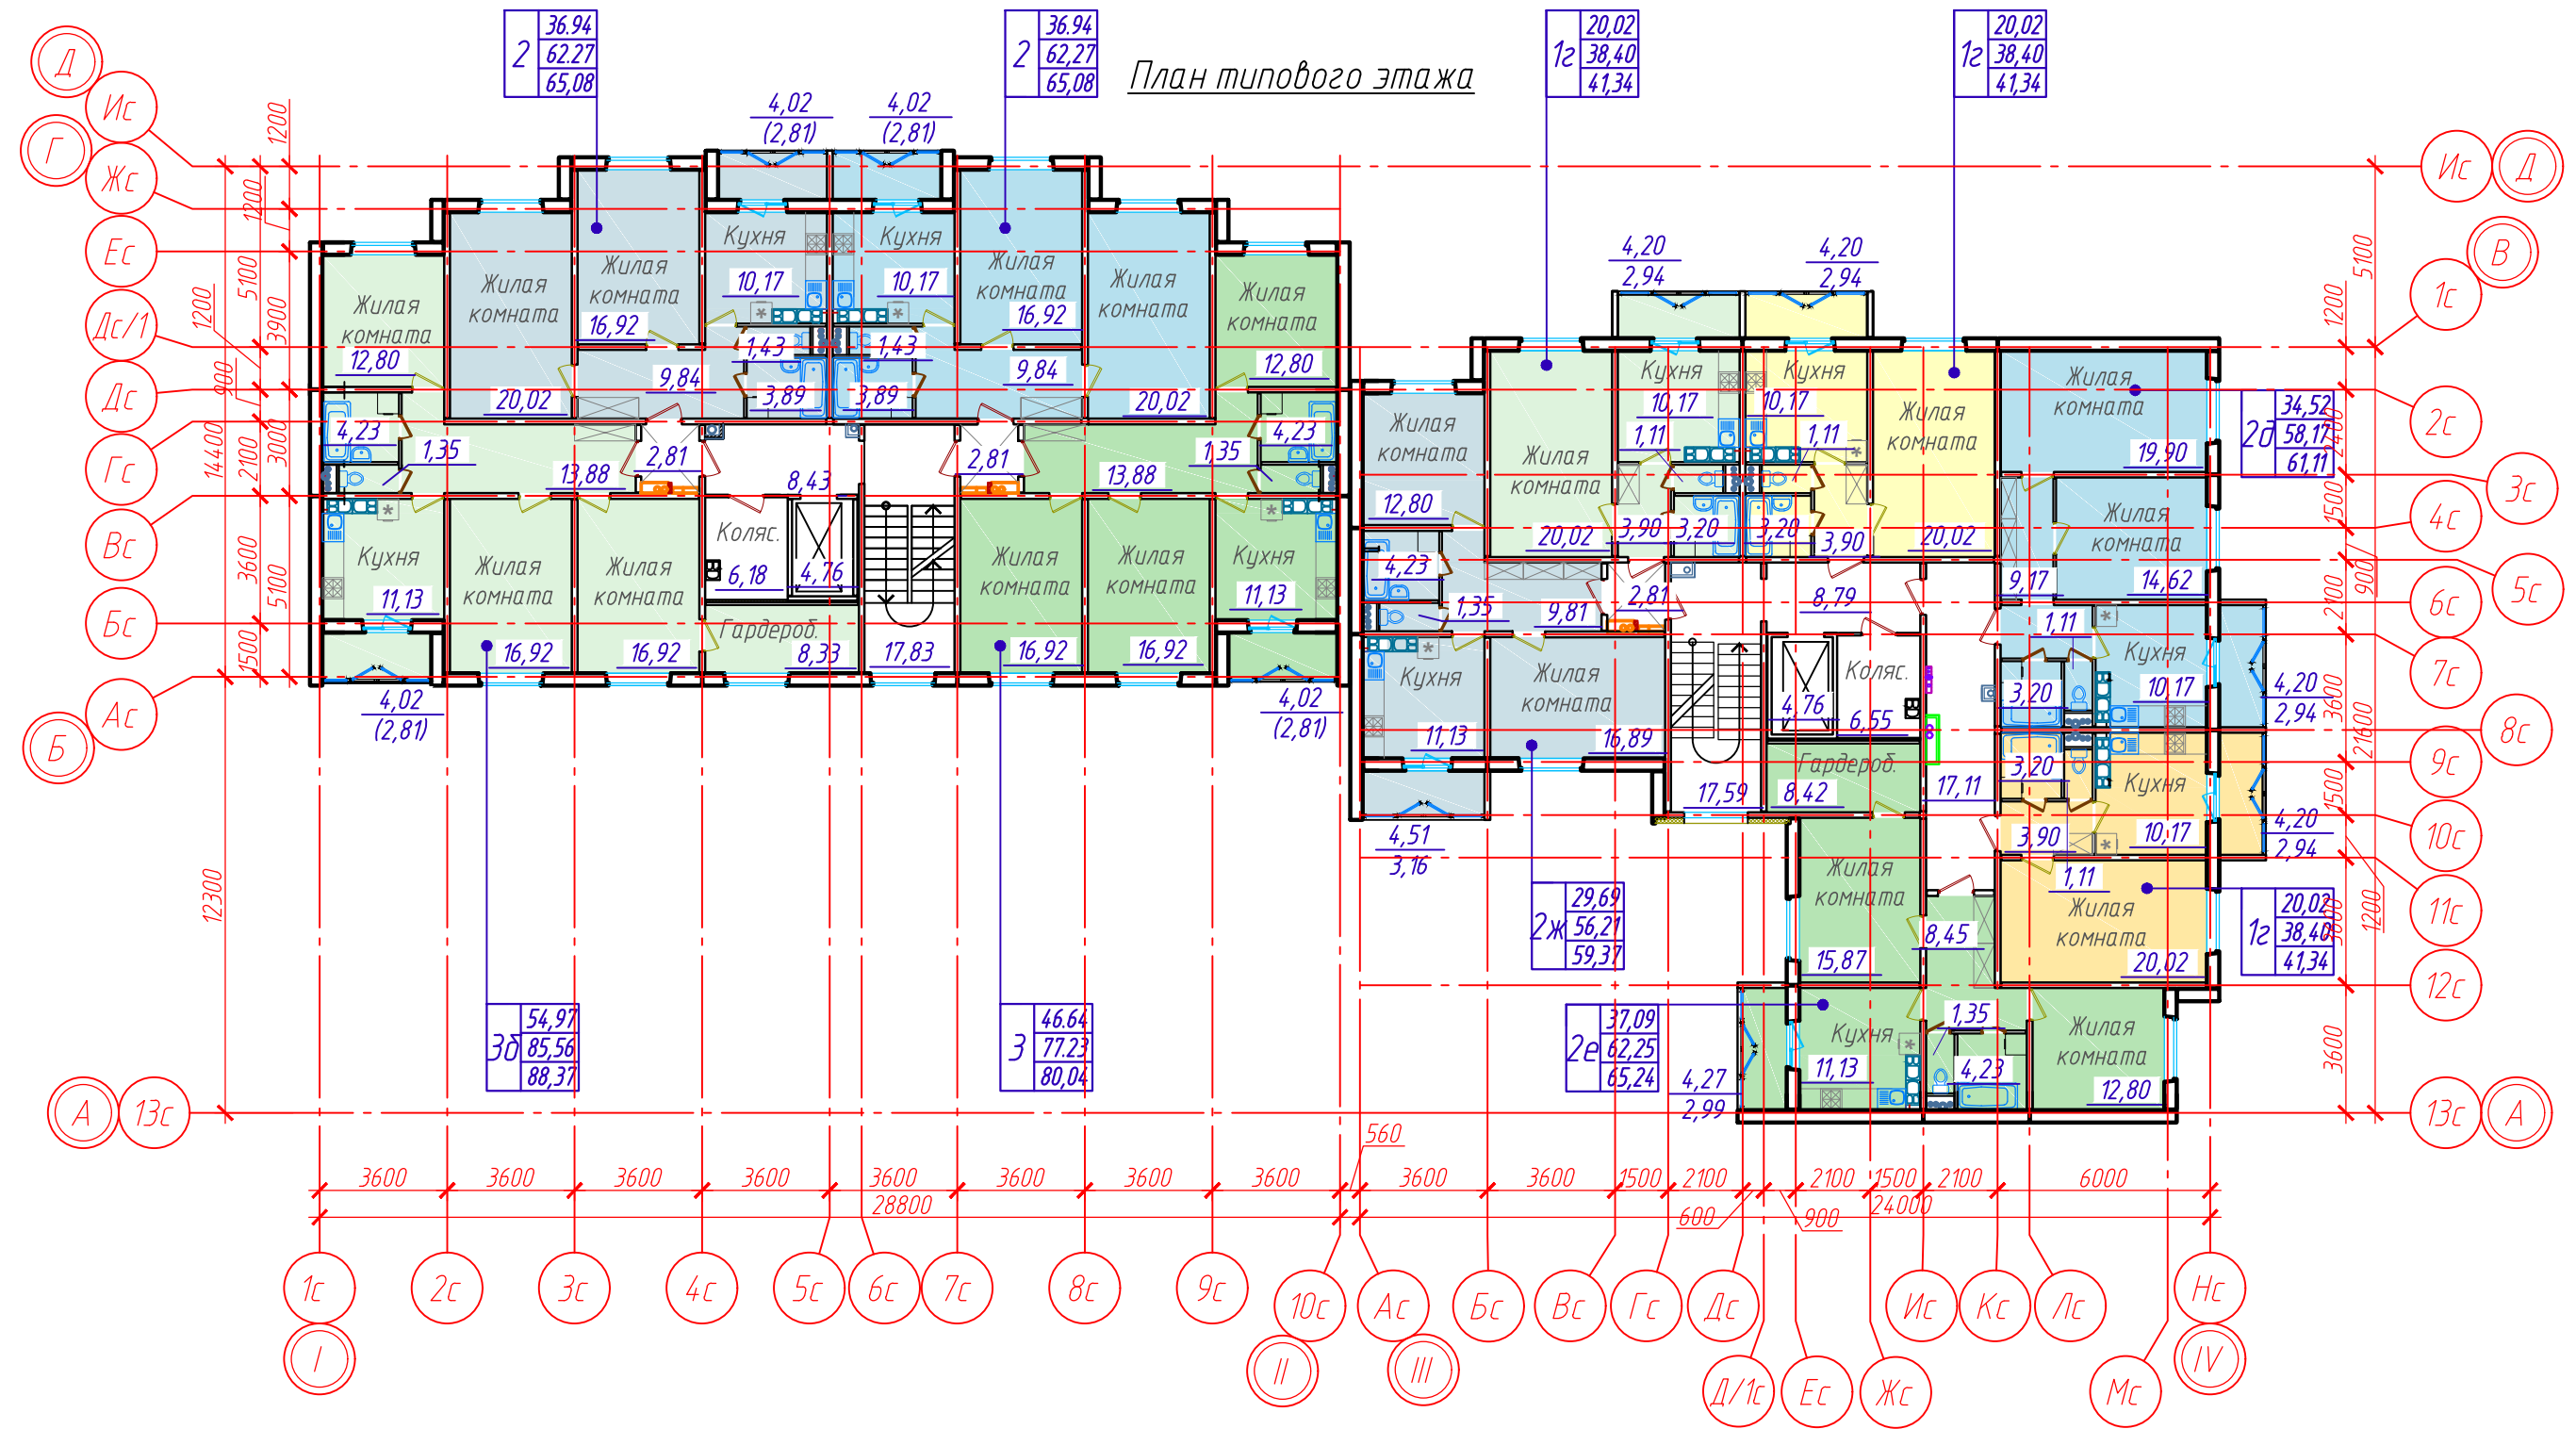 План типового этажа
2
36.94
62.27
65,08
2
36.94
62,27
65,08
1г
20,02
38,40
41,34
1г
20,02
38,40
41,34
4,02
(2,81)
4,02
(2,81)
4,20
2,94
4,20
2,94
Д
Ис
Г
Жс
Ес
Дс/1
Дс
Гс
Вс
Бс
Ас
Б
А
13с
1200
1200
5100
3900
1200
900
14400
2100
3000
3600
5100
1500
12300
Жилая
комната
12,80
Жилая
комната
20,02
Жилая
комната
16,92
Кухня
10,17
Кухня
10,17
Жилая
комната
16,92
Жилая
комната
20,02
Жилая
комната
12,80
1,43
3,89
9,84
1,43
3,89
9,84
4,23
1,35
13,88
2,81
8,43
2,81
13,88
1,35
4,23
Кухня
11,13
Жилая
комната
16,92
Жилая
комната
16,92
Коляс.
6,18
4,76
Гардероб.
8,33
17,83
Жилая
комната
16,92
Жилая
комната
16,92
Кухня
11,13
4,02
(2,81)
4,02
(2,81)
3б
54,97
85,56
88,37
3
46.64
77.23
80,04
Жилая
комната
12,80
Жилая
комната
20,02
Кухня
10,17
1,11
3,90
3,20
Кухня
10,17
1,11
3,20
3,90
Жилая
комната
20,02
Жилая
комната
19,90
Жилая
комната
14,62
9,17
4,23
1,35
9,81
2,81
8,79
1,11
Кухня
10,17
3,20
4,20
2,94
Кухня
11,13
Жилая
комната
16,89
4,76
Коляс.
6,55
Гардероб.
8,42
17,59
17,11
3,20
Кухня
10,17
3,90
1,11
4,20
2,94
4,51
3,16
Жилая
комната
15,87
8,45
Жилая
комната
20,02
Кухня
11,13
1,35
4,23
Жилая
комната
12,80
4,27
2,99
2ж
29,69
56,21
59,37
2е
37,09
62,25
65,24
2д
34,52
58,17
61,11
1г
20,02
38,40
41,34
Ис
Д
В
1с
2с
3с
4с
5с
6с
7с
8с
9с
10с
11с
12с
13с
А
5100
1200
2400
1500
900
2100
3600
21600
1500
3600
1200
3600
560
3600
3600
3600
3600
3600
3600
3600
3600
3600
3600
1500
2100
2100
1500
2100
6000
28800
600
900
24000
1с
2с
3с
4с
5с
6с
7с
8с
9с
10с
Ас
Бс
Вс
Гс
Дс
Ис
Кс
Лс
Нс
I
II
III
Д/1с
Ес
Жс
Мс
IV